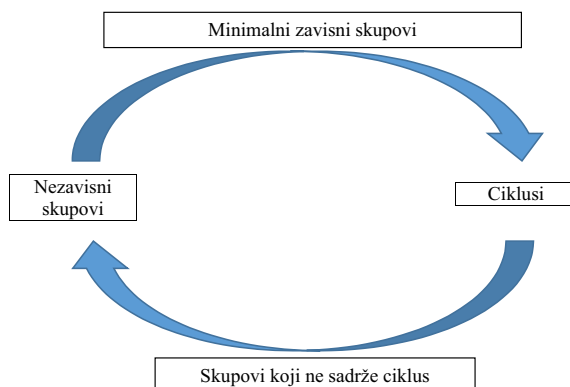 Minimalni zavisni skupovi
Nezavisni
skupovi
Ciklusi
Skupovi koji ne sadrže ciklus